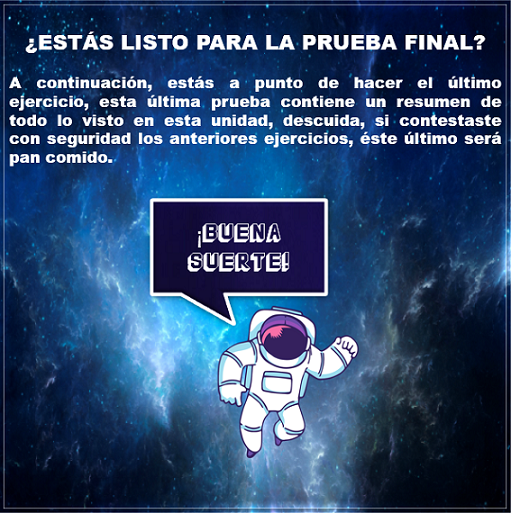 ¿ESTÁS LISTO PARA LA PRUEBA FINAL?
A continuación, estás a punto de hacer el último
ejercicio, esta última prueba contiene un resumen de
todo lo visto en esta unidad, descuida, si contestaste
con seguridad los anteriores ejercicios, éste último será
pan comido.
¡BUENA
SUERTE!